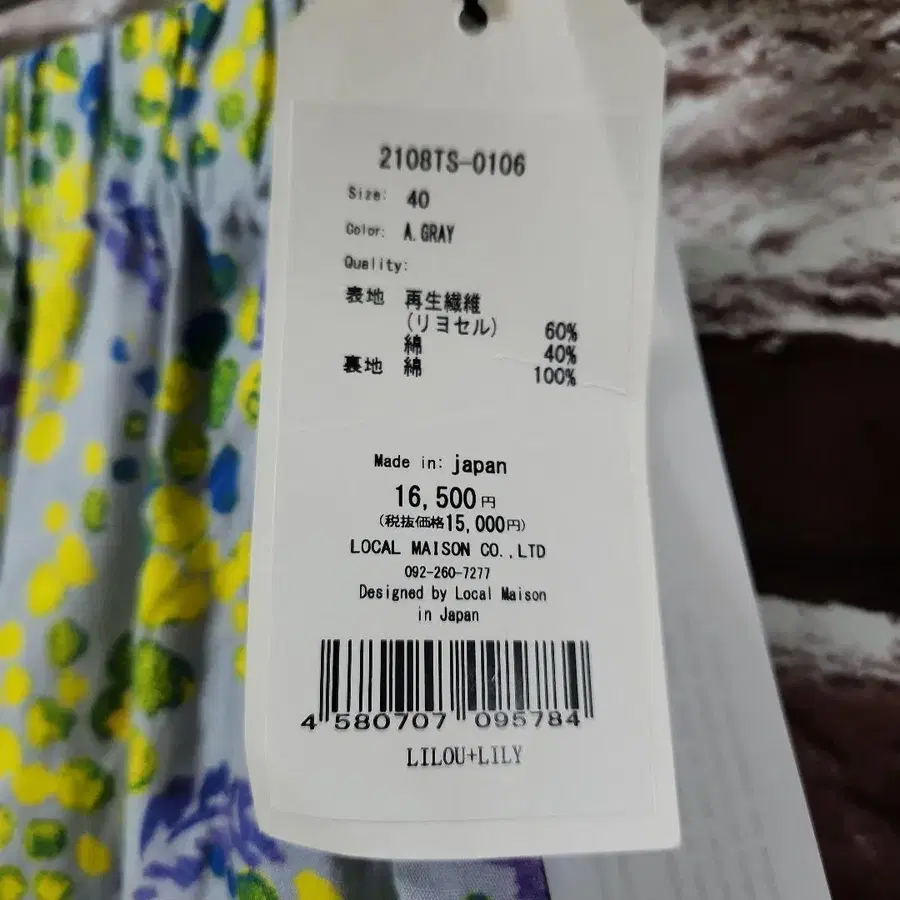 2108TS-0106
Size: 40
Color: A.GRAY
Quality:
表地 再生繊維
(リヨセル) 60%
綿 40%
裏地 綿 100%
Made in: japan
16,500円
(税抜価格15,000円)
LOCAL MAISON CO.,LTD
092-260-7277
Designed by Local Maison
in Japan
4 580707 095784
LILOU+LILY